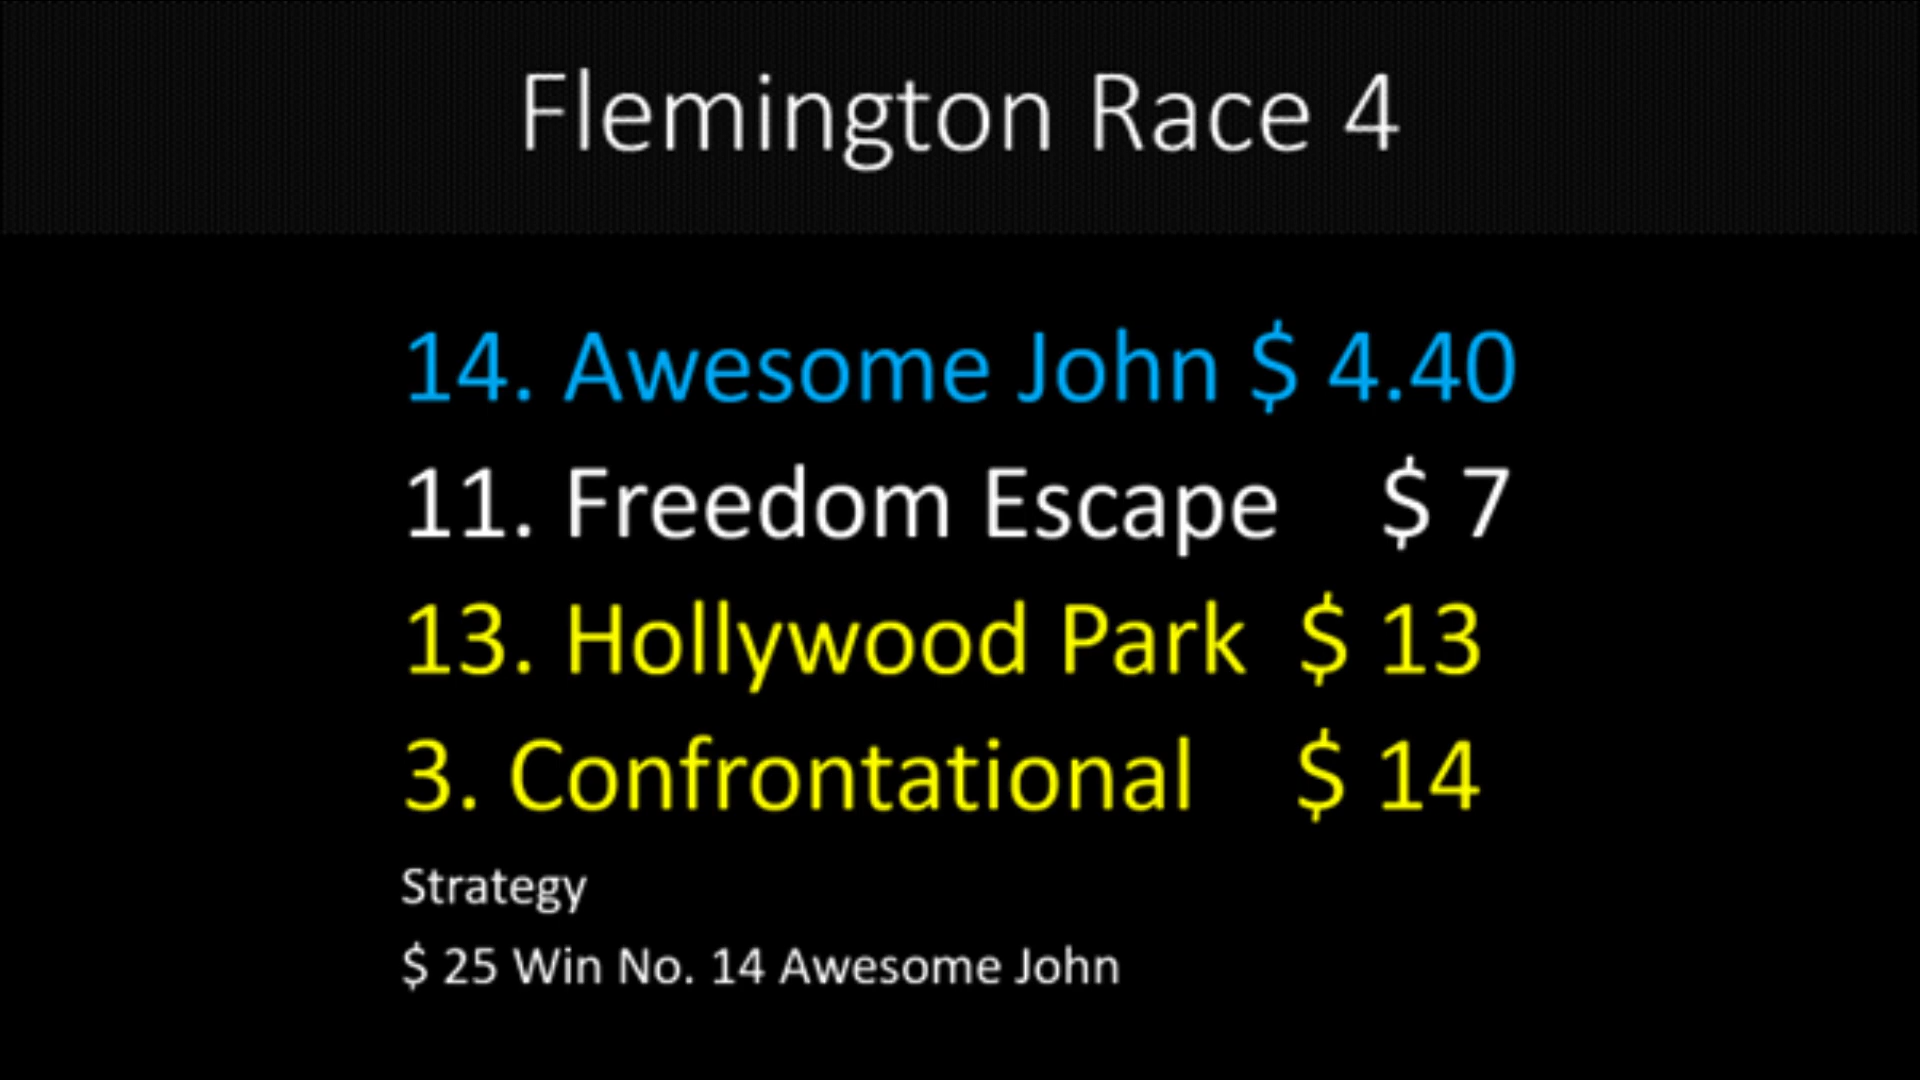 Flemington Race 4
14. Awesome John $ 4.40
11. Freedom Escape $ 7
13. Hollywood Park $ 13
3. Confrontational $ 14
Strategy
$ 25 Win No. 14 Awesome John